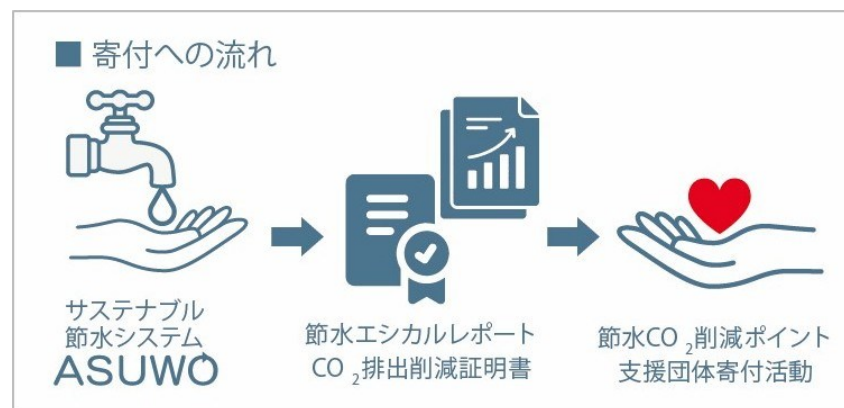 ■ 寄付への流れ
サステナブル
節水システム
ASUWO
節水エシカルレポート
CO₂排出削減証明書
節水CO₂削減ポイント
支援団体寄付活動